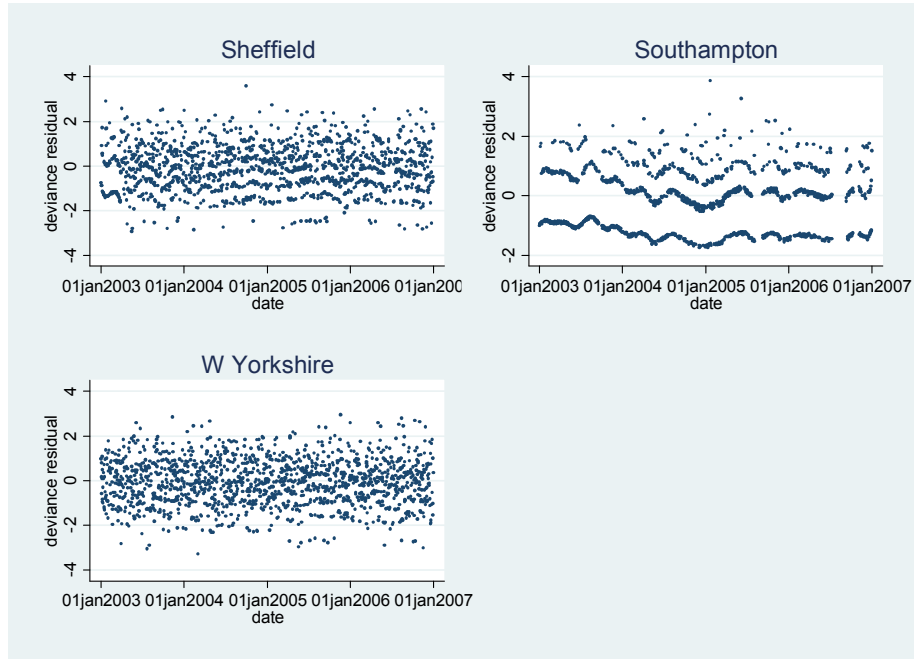 Sheffield
4
2
0
-2
-4
deviance residual
01jan2003 01jan2004 01jan2005 01jan2006 01jan200
date
Southampton
4
2
0
-2
deviance residual
01jan2003 01jan2004 01jan2005 01jan2006 01jan2007
date
W Yorkshire
4
2
0
-2
-4
deviance residual
01jan2003 01jan2004 01jan2005 01jan2006 01jan2007
date